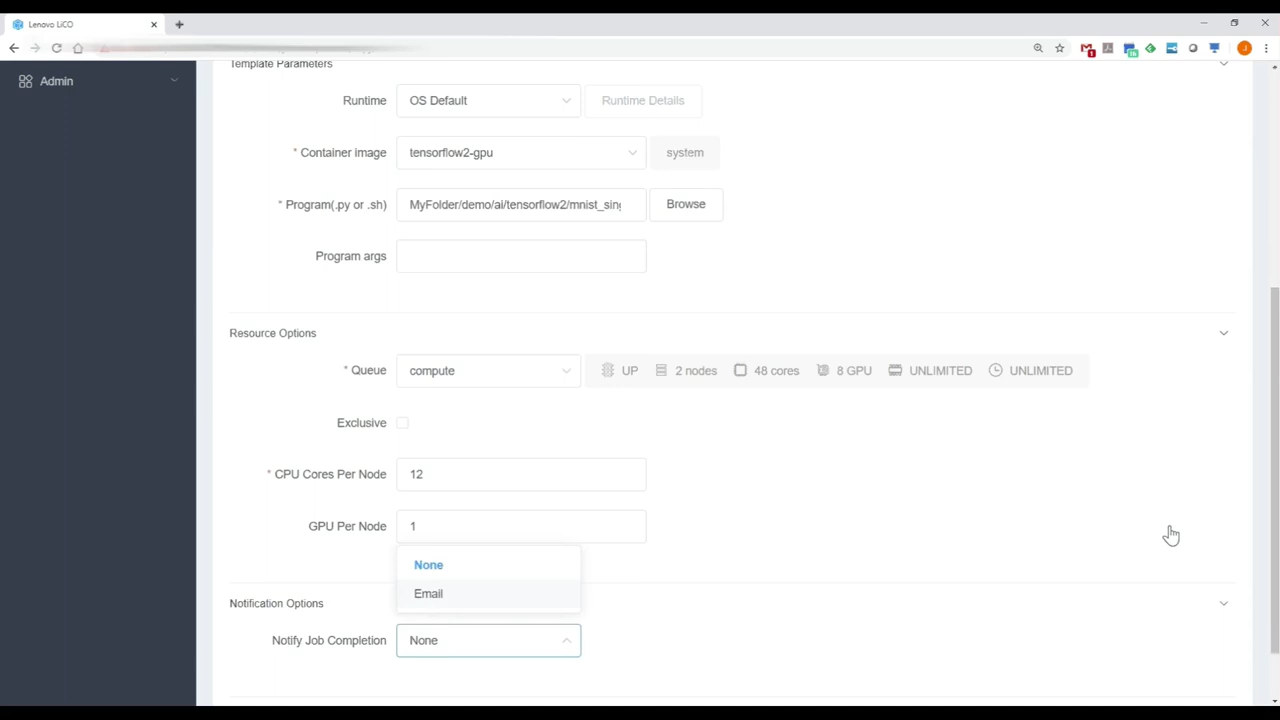 Lenovo LiCO
Admin
Template Parameters
Runtime
OS Default
Runtime Details
* Container image
tensorflow2-gpu
system
* Program(.py or .sh)
MyFolder/demo/ai/tensorflow2/mnist_sing
Browse
Program args
Resource Options
* Queue
compute
UP
2 nodes
48 cores
8 GPU
UNLIMITED
UNLIMITED
Exclusive
* CPU Cores Per Node
12
GPU Per Node
1
None
Email
Notification Options
Notify Job Completion
None